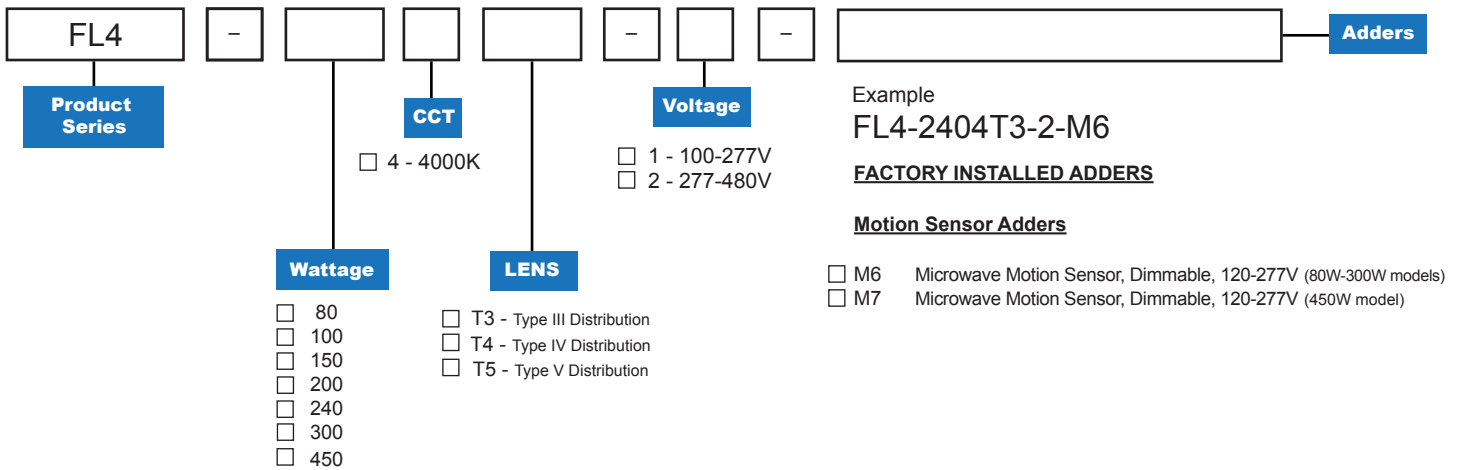 FL4 – – –
Adders
Product
Series
CCT
4 - 4000K
Voltage
1 - 100-277V
2 - 277-480V
Example
FL4-2404T3-2-M6
FACTORY INSTALLED ADDERS
Motion Sensor Adders
M6 Microwave Motion Sensor, Dimmable, 120-277V (80W-300W models)
M7 Microwave Motion Sensor, Dimmable, 120-277V (450W model)
Wattage
80
100
150
200
240
300
450
LENS
T3 - Type III Distribution
T4 - Type IV Distribution
T5 - Type V Distribution